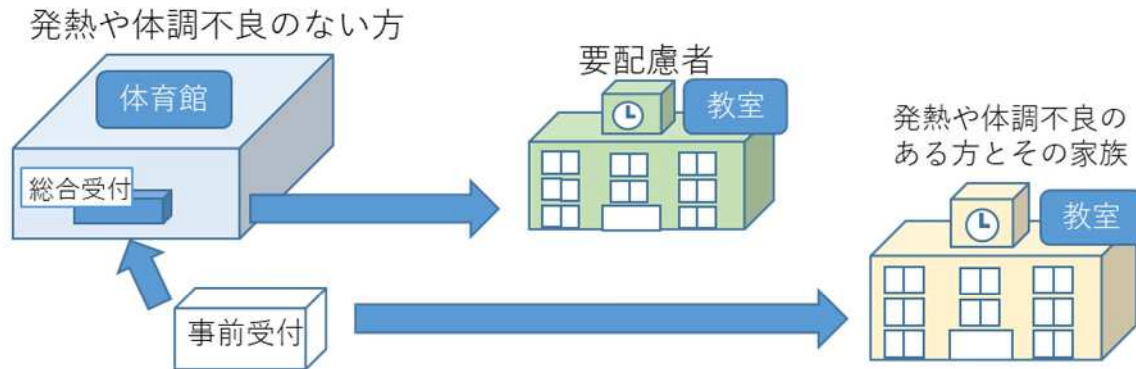 発熱や体調不良のない方
体育館
総合受付
事前受付
要配慮者
教室
発熱や体調不良の
ある方とその家族
教室